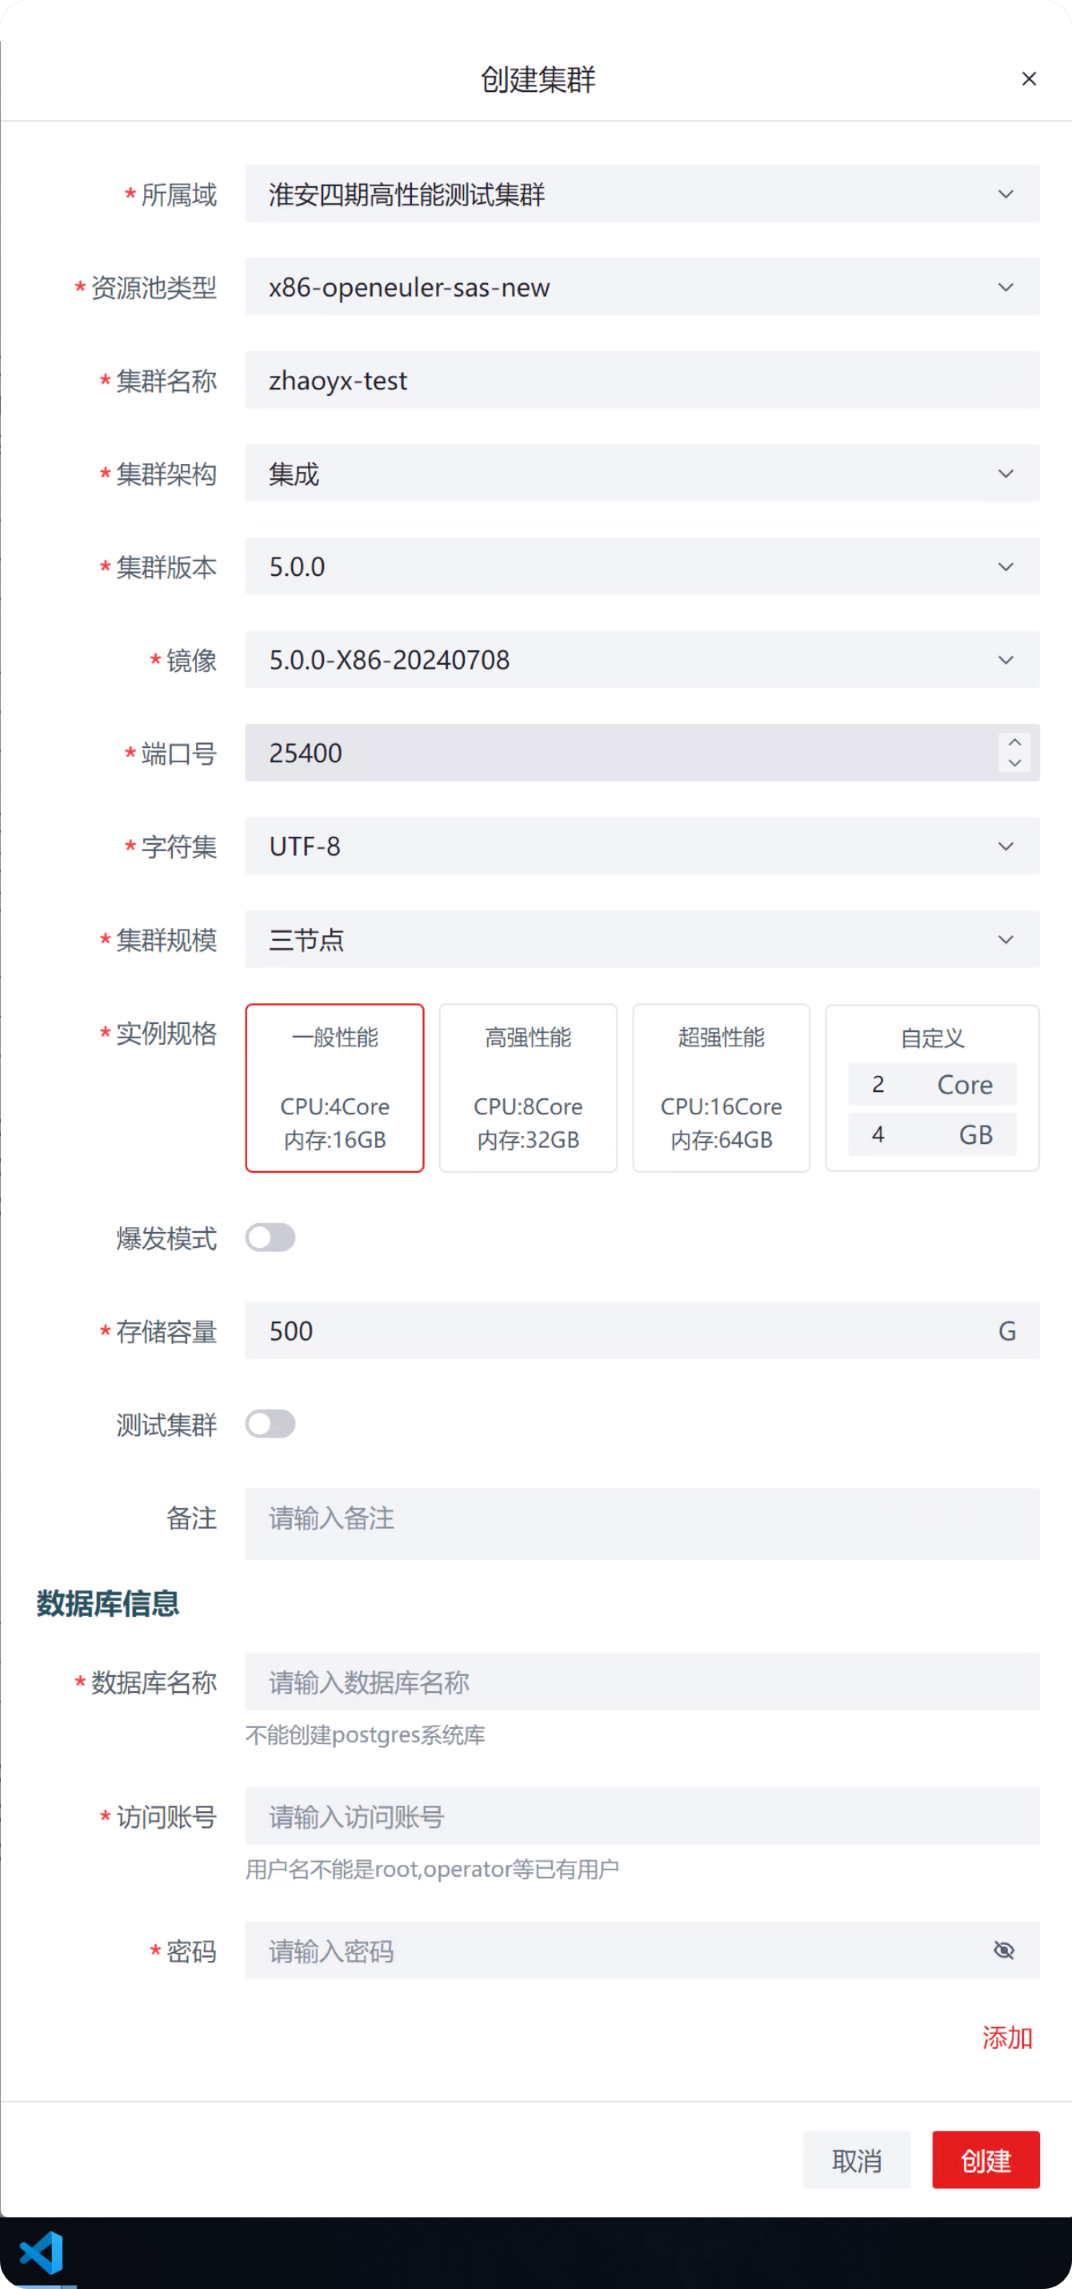 创建集群
* 所属域 淮安四期高性能测试集群
* 资源池类型 x86-openeuler-sas-new
* 集群名称 zhaoyx-test
* 集群架构 集成
* 集群版本 5.0.0
* 镜像 5.0.0-X86-20240708
* 端口号 25400
* 字符集 UTF-8
* 集群规模 三节点
* 实例规格
一般性能
CPU:4Core
内存:16GB
高强性能
CPU:8Core
内存:32GB
超强性能
CPU:16Core
内存:64GB
自定义
2 Core
4 GB
爆发模式
* 存储容量 500 G
测试集群
备注 请输入备注
数据库信息
* 数据库名称 请输入数据库名称
不能创建postgres系统库
* 访问账号 请输入访问账号
用户名不能是root,operator等已有用户
* 密码 请输入密码
添加
取消 创建